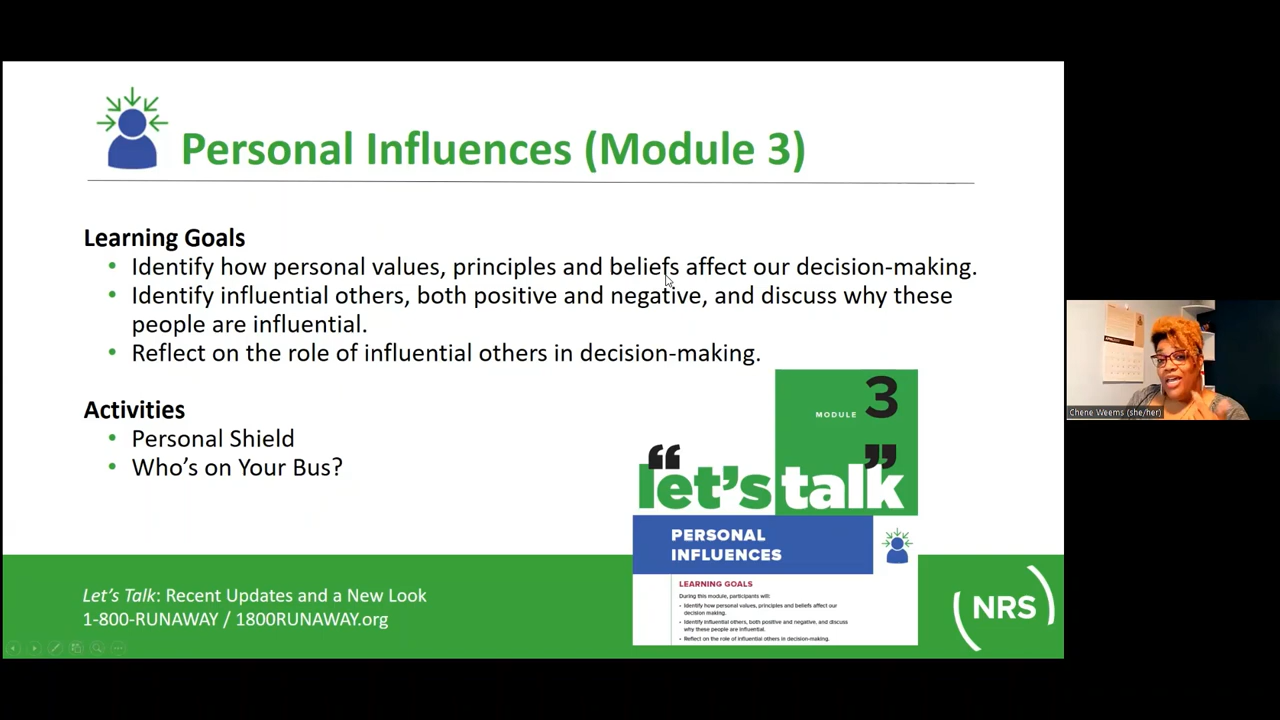 Personal Influences (Module 3)
Learning Goals
• Identify how personal values, principles and beliefs affect our decision-making.
• Identify influential others, both positive and negative, and discuss why these
people are influential.
• Reflect on the role of influential others in decision-making.
Activities
• Personal Shield
• Who's on Your Bus?
MODULE 3
“let’s talk”
PERSONAL
INFLUENCES
LEARNING GOALS
During this module, participants will:
• Identify how personal values, principles and beliefs affect our
decision making.
• Identify influential others, both positive and negative, and discuss
why these people are influential.
• Reflect on the role of influential others in decision-making.
Let's Talk: Recent Updates and a New Look
1-800-RUNAWAY / 1800RUNAWAY.org
(NRS)
Chene Weems (she/her)